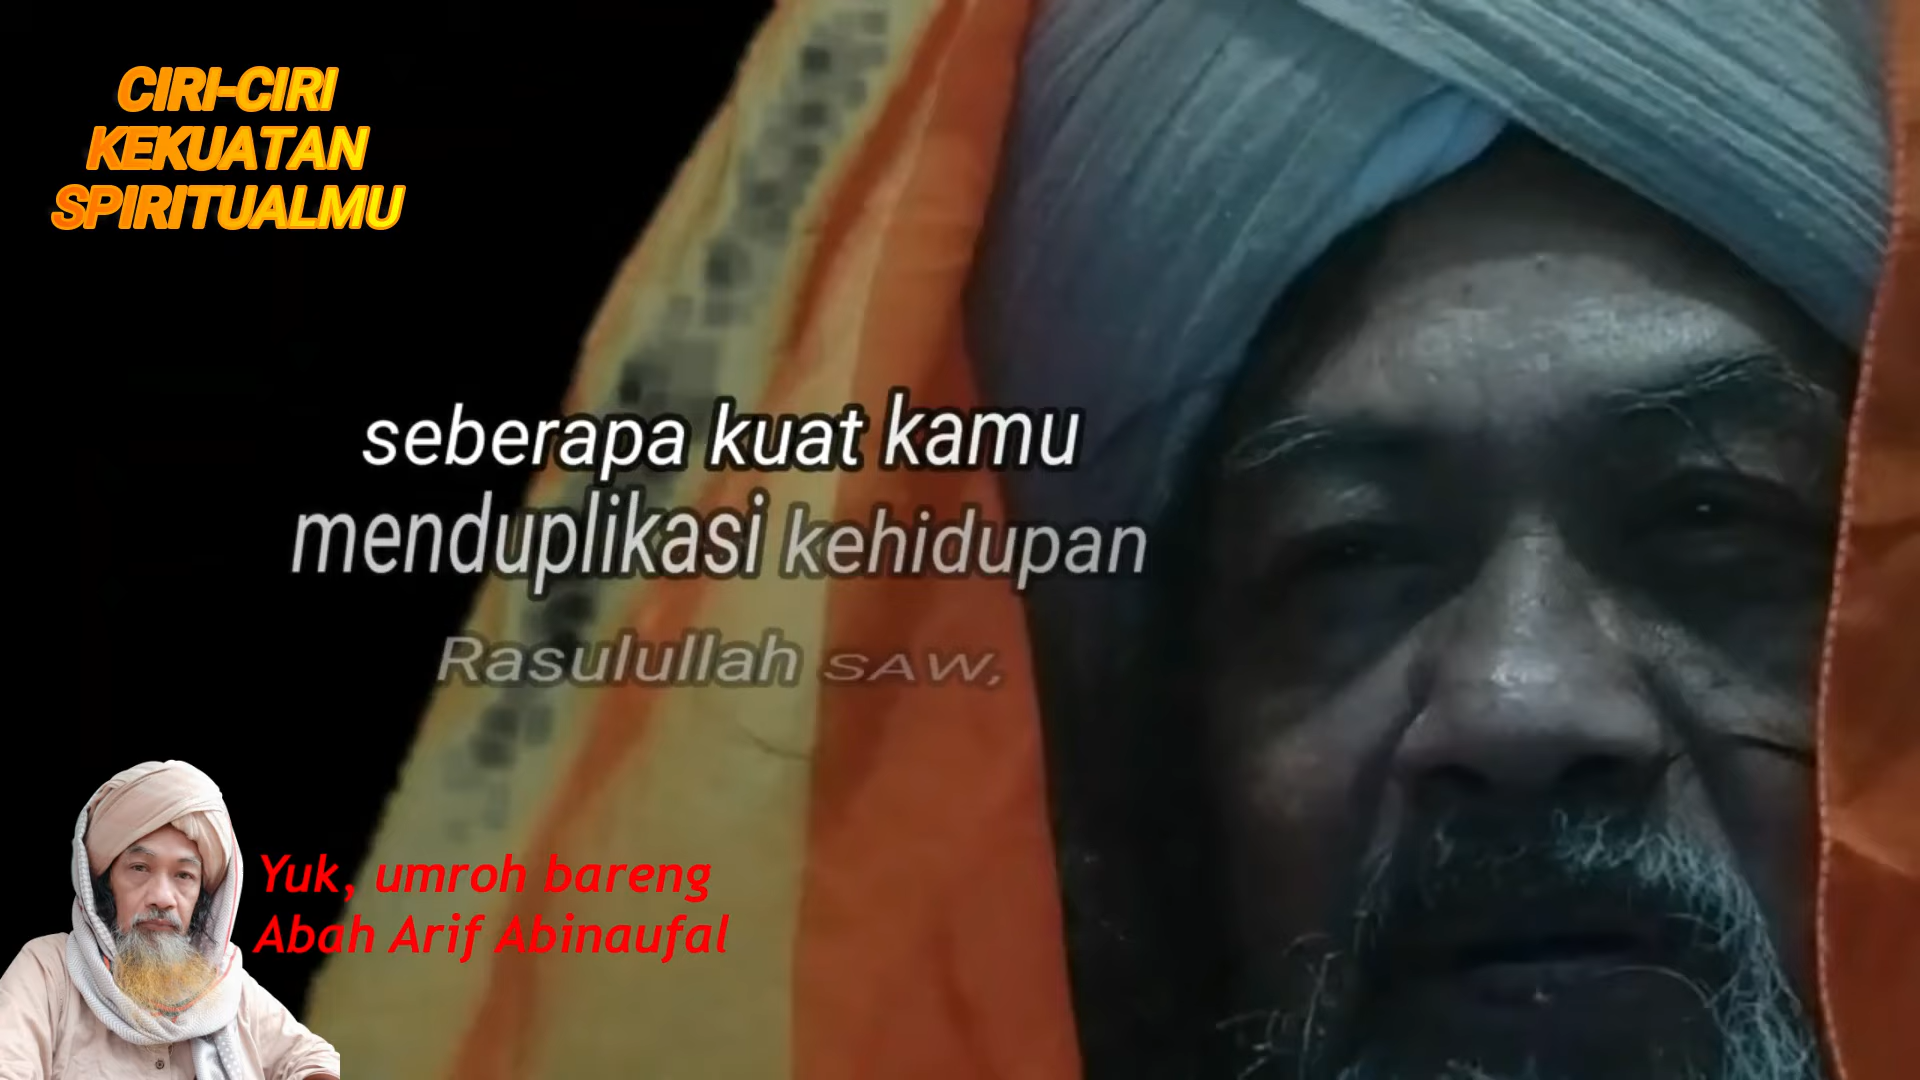 CIRI-CIRI
KEKUATAN
SPIRITUALMU
seberapa kuat kamu
menduplikasi kehidupan
Rasulullah SAW,
Yuk, umroh bareng
Abah Arif Abinaufal